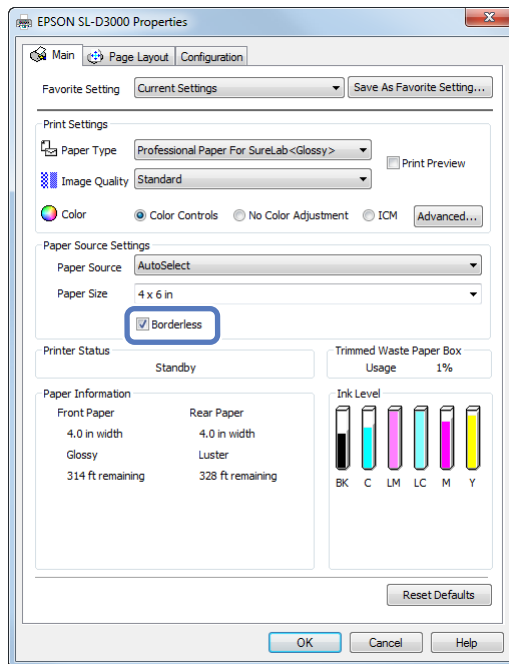 EPSON SL-D3000 Properties
Main Page Layout Configuration
Favorite Setting Current Settings Save As Favorite Setting...
Print Settings
Paper Type Professional Paper For SureLab<Glossy> Print Preview
Image Quality Standard
Color Color Controls No Color Adjustment ICM Advanced...
Paper Source Settings
Paper Source AutoSelect
Paper Size 4 x 6 in
Borderless
Printer Status Trimmed Waste Paper Box
Standby Usage 1%
Paper Information Ink Level
Front Paper Rear Paper
4.0 in width 4.0 in width
Glossy Luster
314 ft remaining 328 ft remaining
BK C LM LC M Y
Reset Defaults
OK Cancel Help